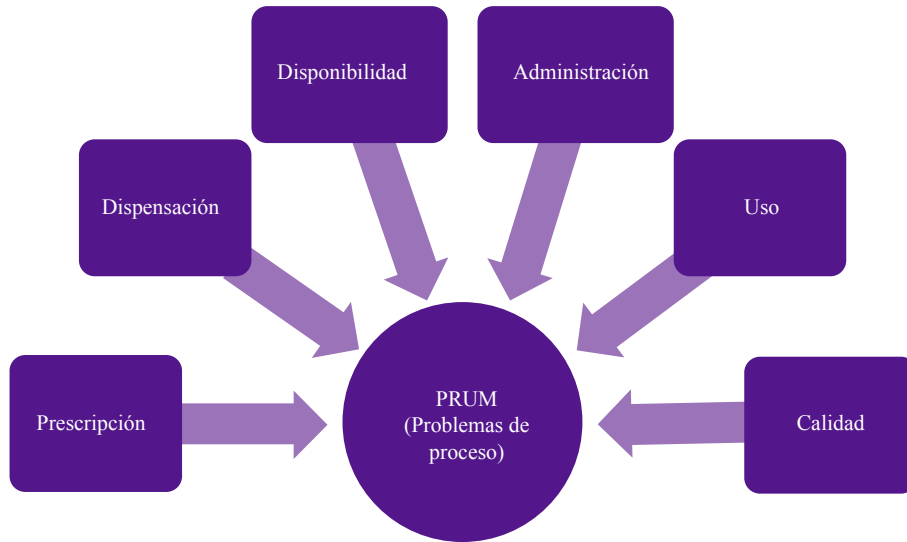 Disponibilidad
Administración
Dispensación
Uso
Prescripción
PRUM
(Problemas de
proceso)
Calidad